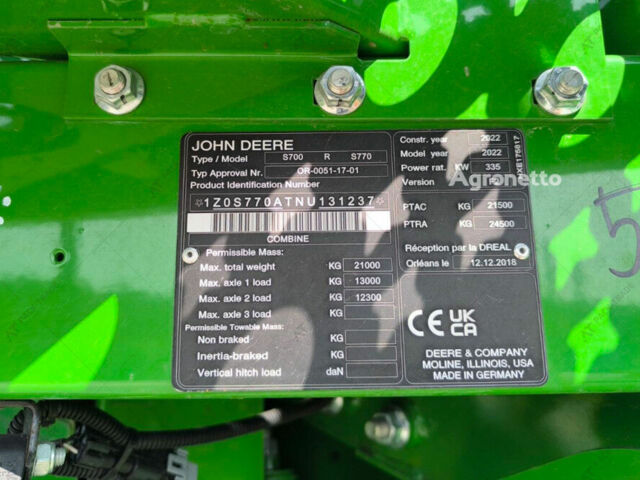 JOHN DEERE
Type / Model S700 R S770
Typ Approval Nr. OR-0051-17-01
Product Identification Number
*1Z0S770ATNU131237*
COMBINE
Permissible Mass:
Max. total weight KG 21000
Max. axle 1 load KG 13000
Max. axle 2 load KG 12300
Max. axle 3 load KG
Permissible Towable Mass:
Non braked KG
Inertia-braked KG
Vertical hitch load daN
Constr. year 2022
Model year 2022
Power rat. KW 335
Version
PTAC KG 21500
PTRA KG 24500
Réception par la DREAL
Orléans le 12.12.2018
CE UK
CA
DEERE & COMPANY
MOLINE, ILLINOIS, USA
MADE IN GERMANY
Agronetto
5